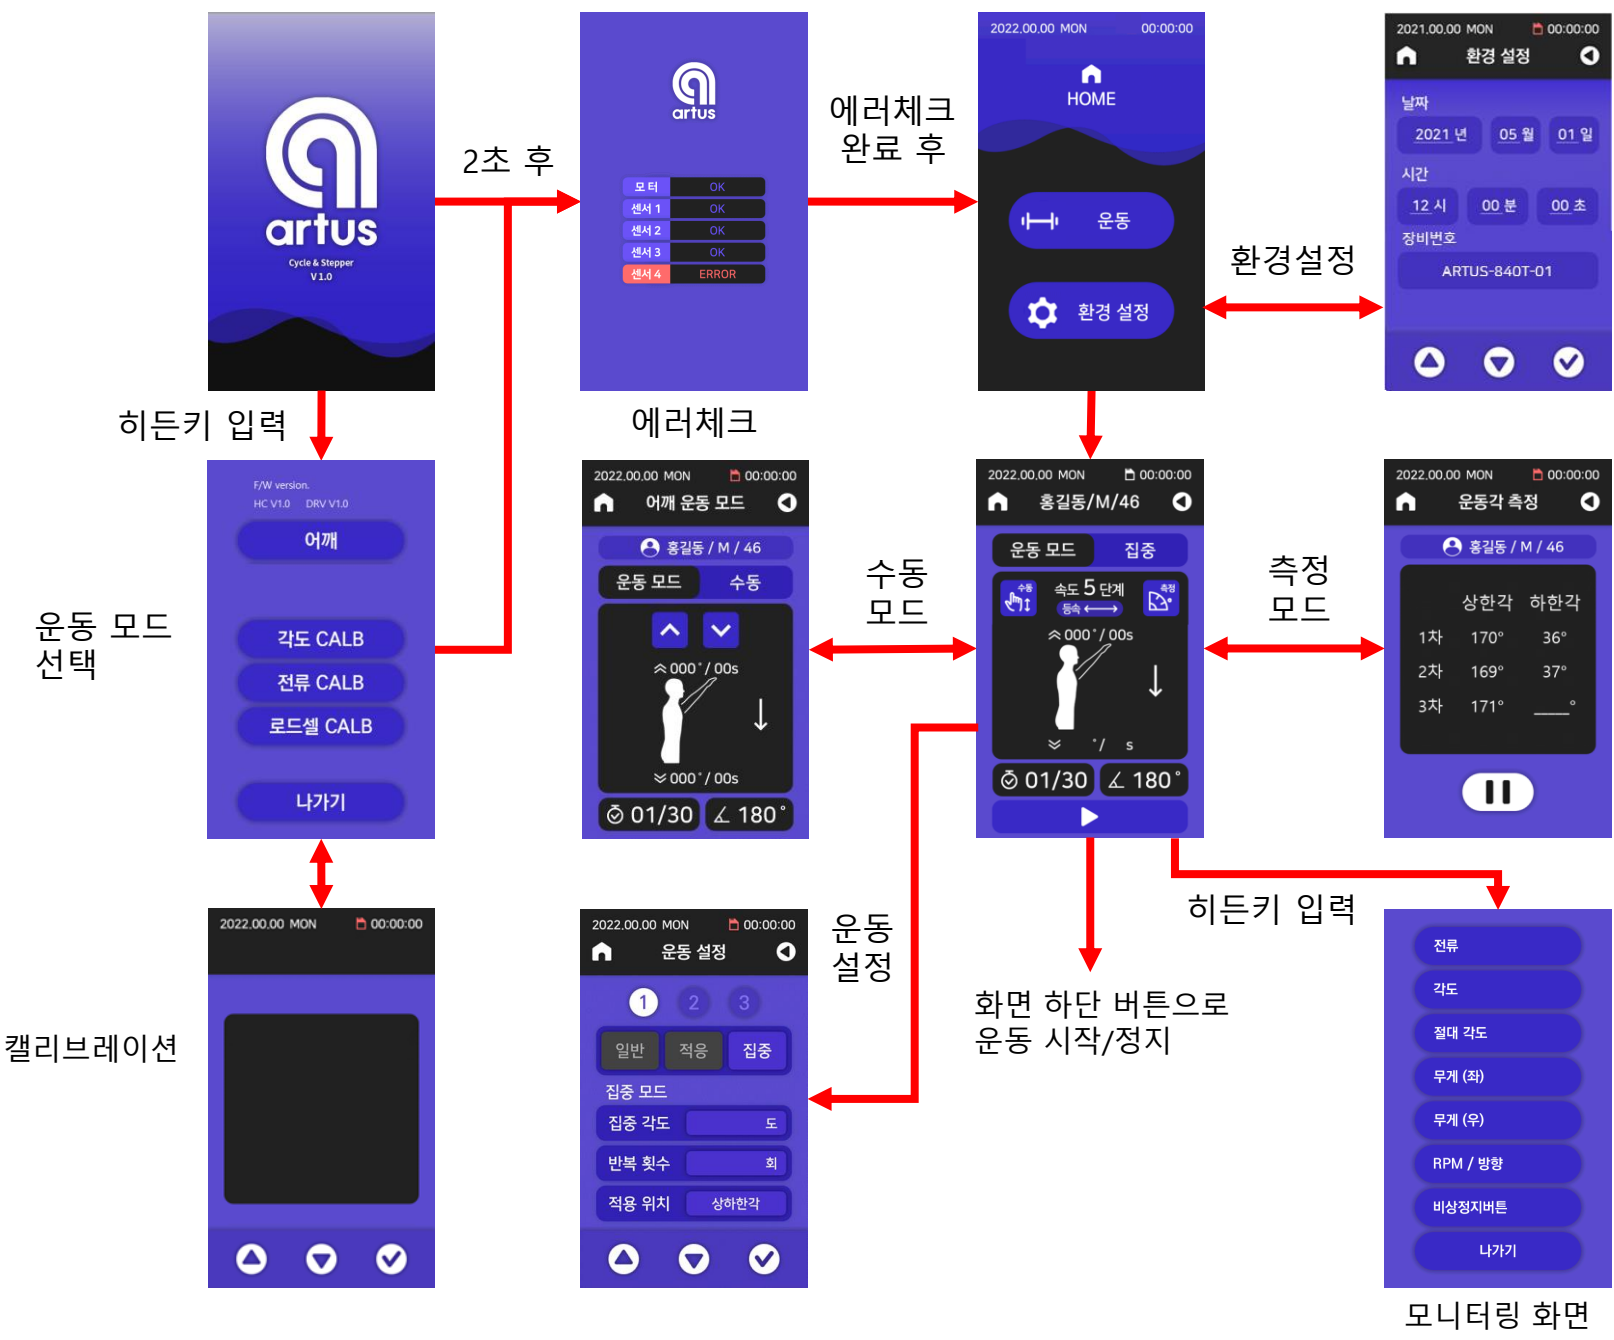 artus
Cycle & Stepper
V 1.0
2초 후
artus
모터 OK
센서 1 OK
센서 2 OK
센서 3 OK
센서 4 ERROR
에러체크
에러체크
완료 후
2022.00.00 MON 00:00:00
HOME
운동
환경 설정
환경설정
2021.00.00 MON 00:00:00
환경 설정
날짜
2021 년 05 월 01 일
시간
12 시 00 분 00 초
장비번호
ARTUS-840T-01
히든키 입력
운동 모드
선택
F/W version.
HC V1.0 DRV V1.0
어깨
각도 CALB
전류 CALB
로드셀 CALB
나가기
2022.00.00 MON 00:00:00
어깨 운동 모드
홍길동 / M / 46
운동 모드 수동
000°/ 00s
000°/ 00s
01/30 180°
수동
모드
2022.00.00 MON 00:00:00
홍길동/M/46
운동 모드 집중
수동 속도 5 단계 측정
등속
000°/ 00s
°/ s
01/30 180°
측정
모드
2022.00.00 MON 00:00:00
운동각 측정
홍길동 / M / 46
상한각 하한각
1차 170° 36°
2차 169° 37°
3차 171° ____°
캘리브레이션
2022.00.00 MON 00:00:00
2022.00.00 MON 00:00:00
운동 설정
1 2 3
일반 적응 집중
집중 모드
집중 각도 도
반복 횟수 회
적용 위치 상하한각
운동
설정
화면 하단 버튼으로
운동 시작/정지
히든키 입력
전류
각도
절대 각도
무게 (좌)
무게 (우)
RPM / 방향
비상정지버튼
나가기
모니터링 화면